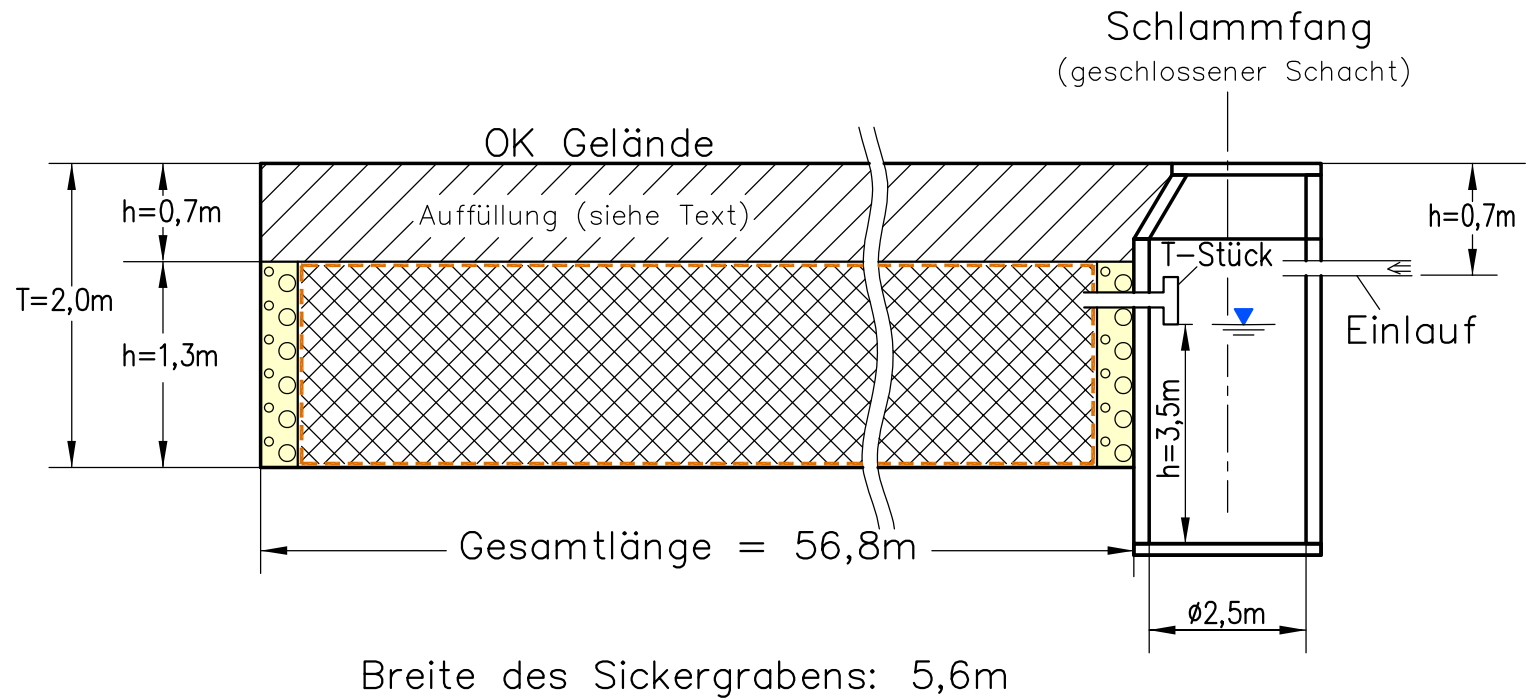 Schlammfang
(geschlossener Schacht)
OK Gelände
h=0,7m
Auffüllung (siehe Text)
h=0,7m
T-Stück
T=2,0m
Einlauf
h=1,3m
h=3,5m
Gesamtlänge = 56,8m
ø2,5m
Breite des Sickergrabens: 5,6m